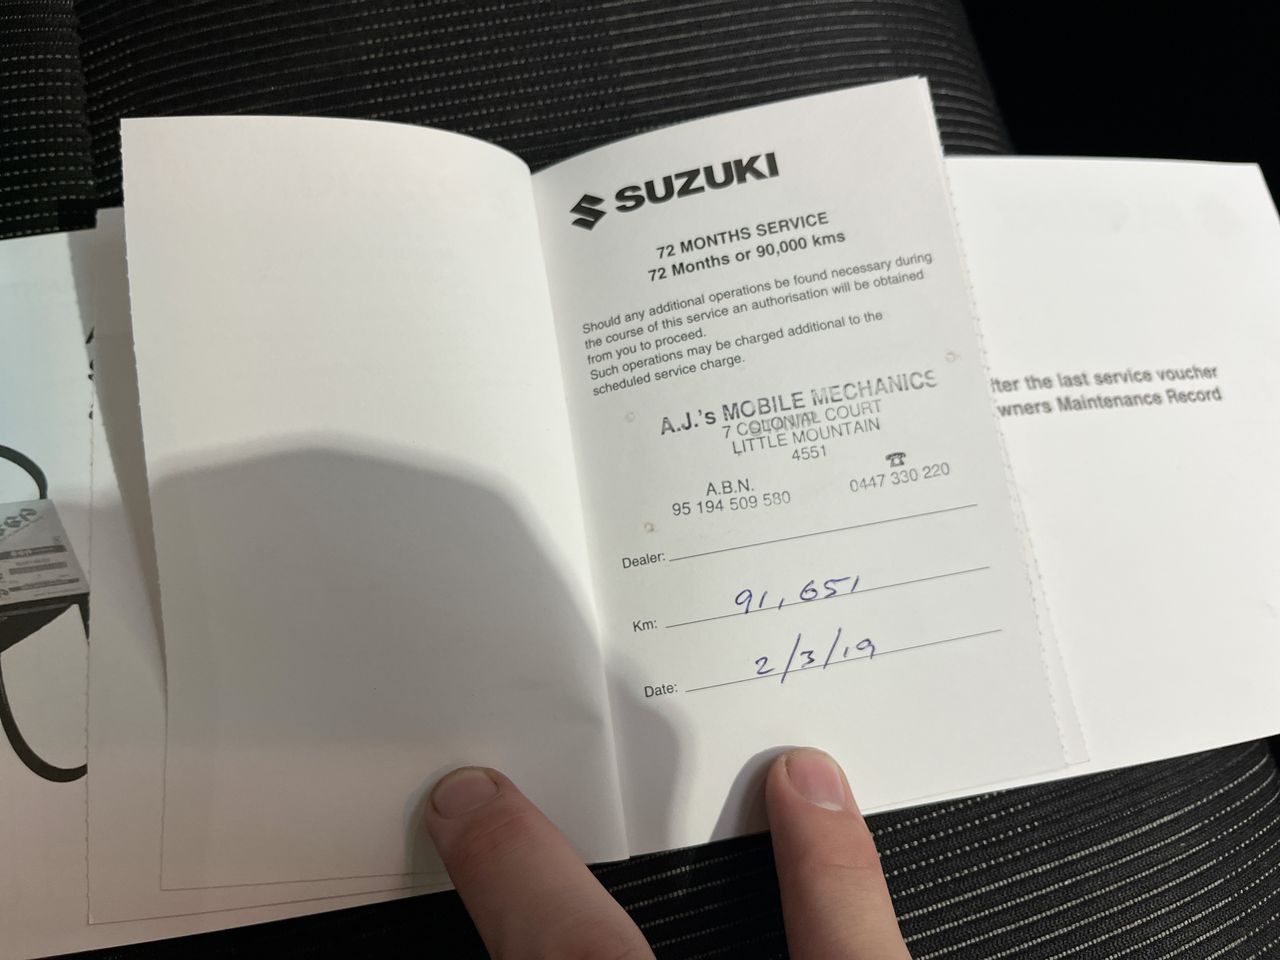 SUZUKI
72 MONTHS SERVICE
72 Months or 90,000 kms
Should any additional operations be found necessary during
the course of this service an authorisation will be obtained
from you to proceed.
Such operations may be charged additional to the
scheduled service charge.
A.J.'s MOBILE MECHANICS
7 COLONIAL COURT
LITTLE MOUNTAIN
4551
A.B.N.
95 194 509 580
☎
0447 330 220
Dealer:
Km: 91,651
Date: 2/3/19
fter the last service voucher
wners Maintenance Record